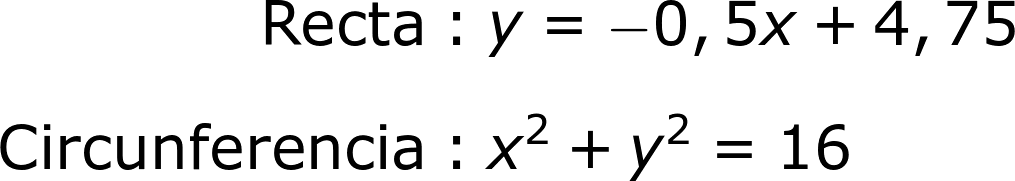 Recta : y = −0, 5x + 4, 75
Circunferencia : x² + y² = 16